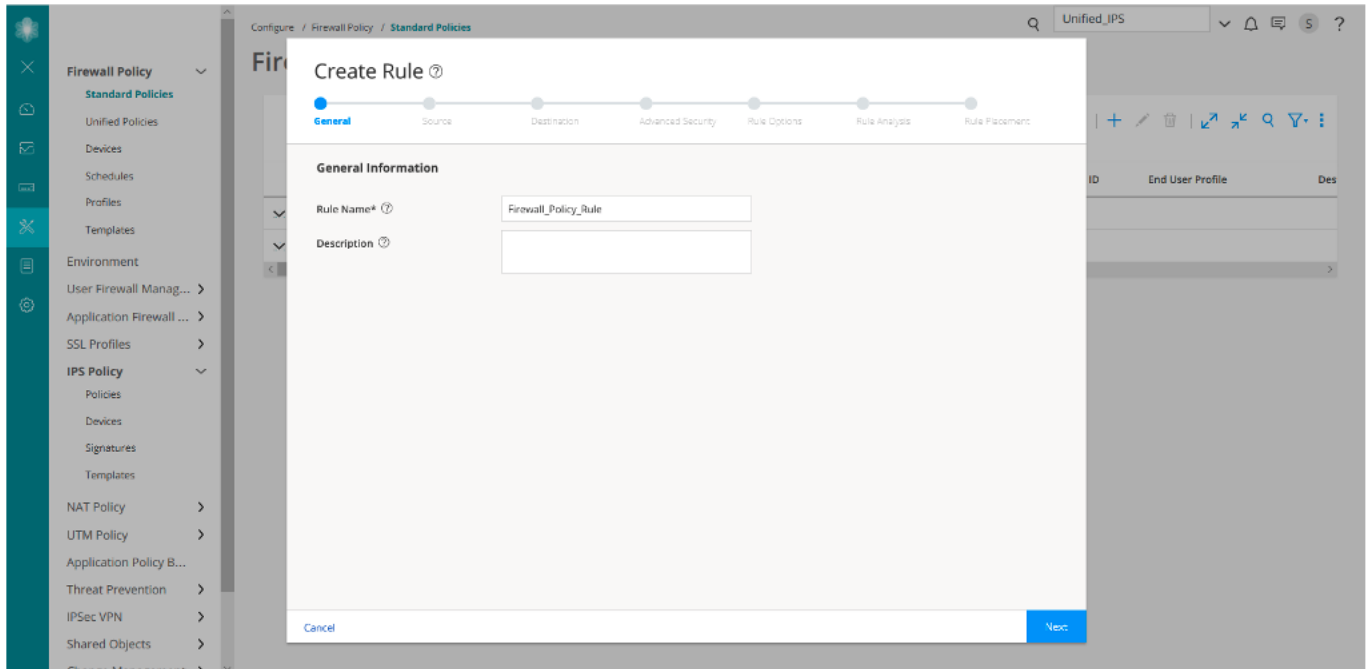 Configure / Firewall Policy / Standard Policies
Unified_IPS
S
?
Fir
Firewall Policy
Standard Policies
Unified Policies
Devices
Schedules
Profiles
Templates
Environment
User Firewall Manag...
Application Firewall ...
SSL Profiles
IPS Policy
Policies
Devices
Signatures
Templates
NAT Policy
UTM Policy
Application Policy B...
Threat Prevention
IPSec VPN
Shared Objects
Change Management
Create Rule ?
General
Source
Destination
Advanced Security
Rule Options
Rule Analysis
Rule Placement
General Information
Rule Name* ?
Firewall_Policy_Rule
Description ?
Cancel
Next
ID
End User Profile
Des